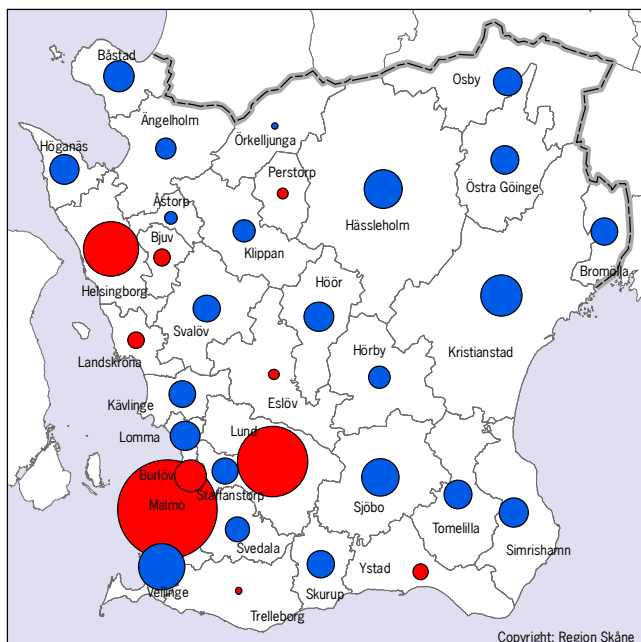 Båstad
Osby
Ängelholm
Örkelljunga
Höganäs
Perstorp
Östra Göinge
Åstorp
Hässleholm
Bjuv
Klippan
Höör
Bromölla
Helsingborg
Svalöv
Kristianstad
Hörby
Landskrona
Eslöv
Kävlinge
Lund
Lomma
Burlöv
Staffanstorp
Malmö
Sjöbo
Tomelilla
Svedala
Simrishamn
Ystad
Vellinge
Skurup
Trelleborg
Copyright: Region Skåne